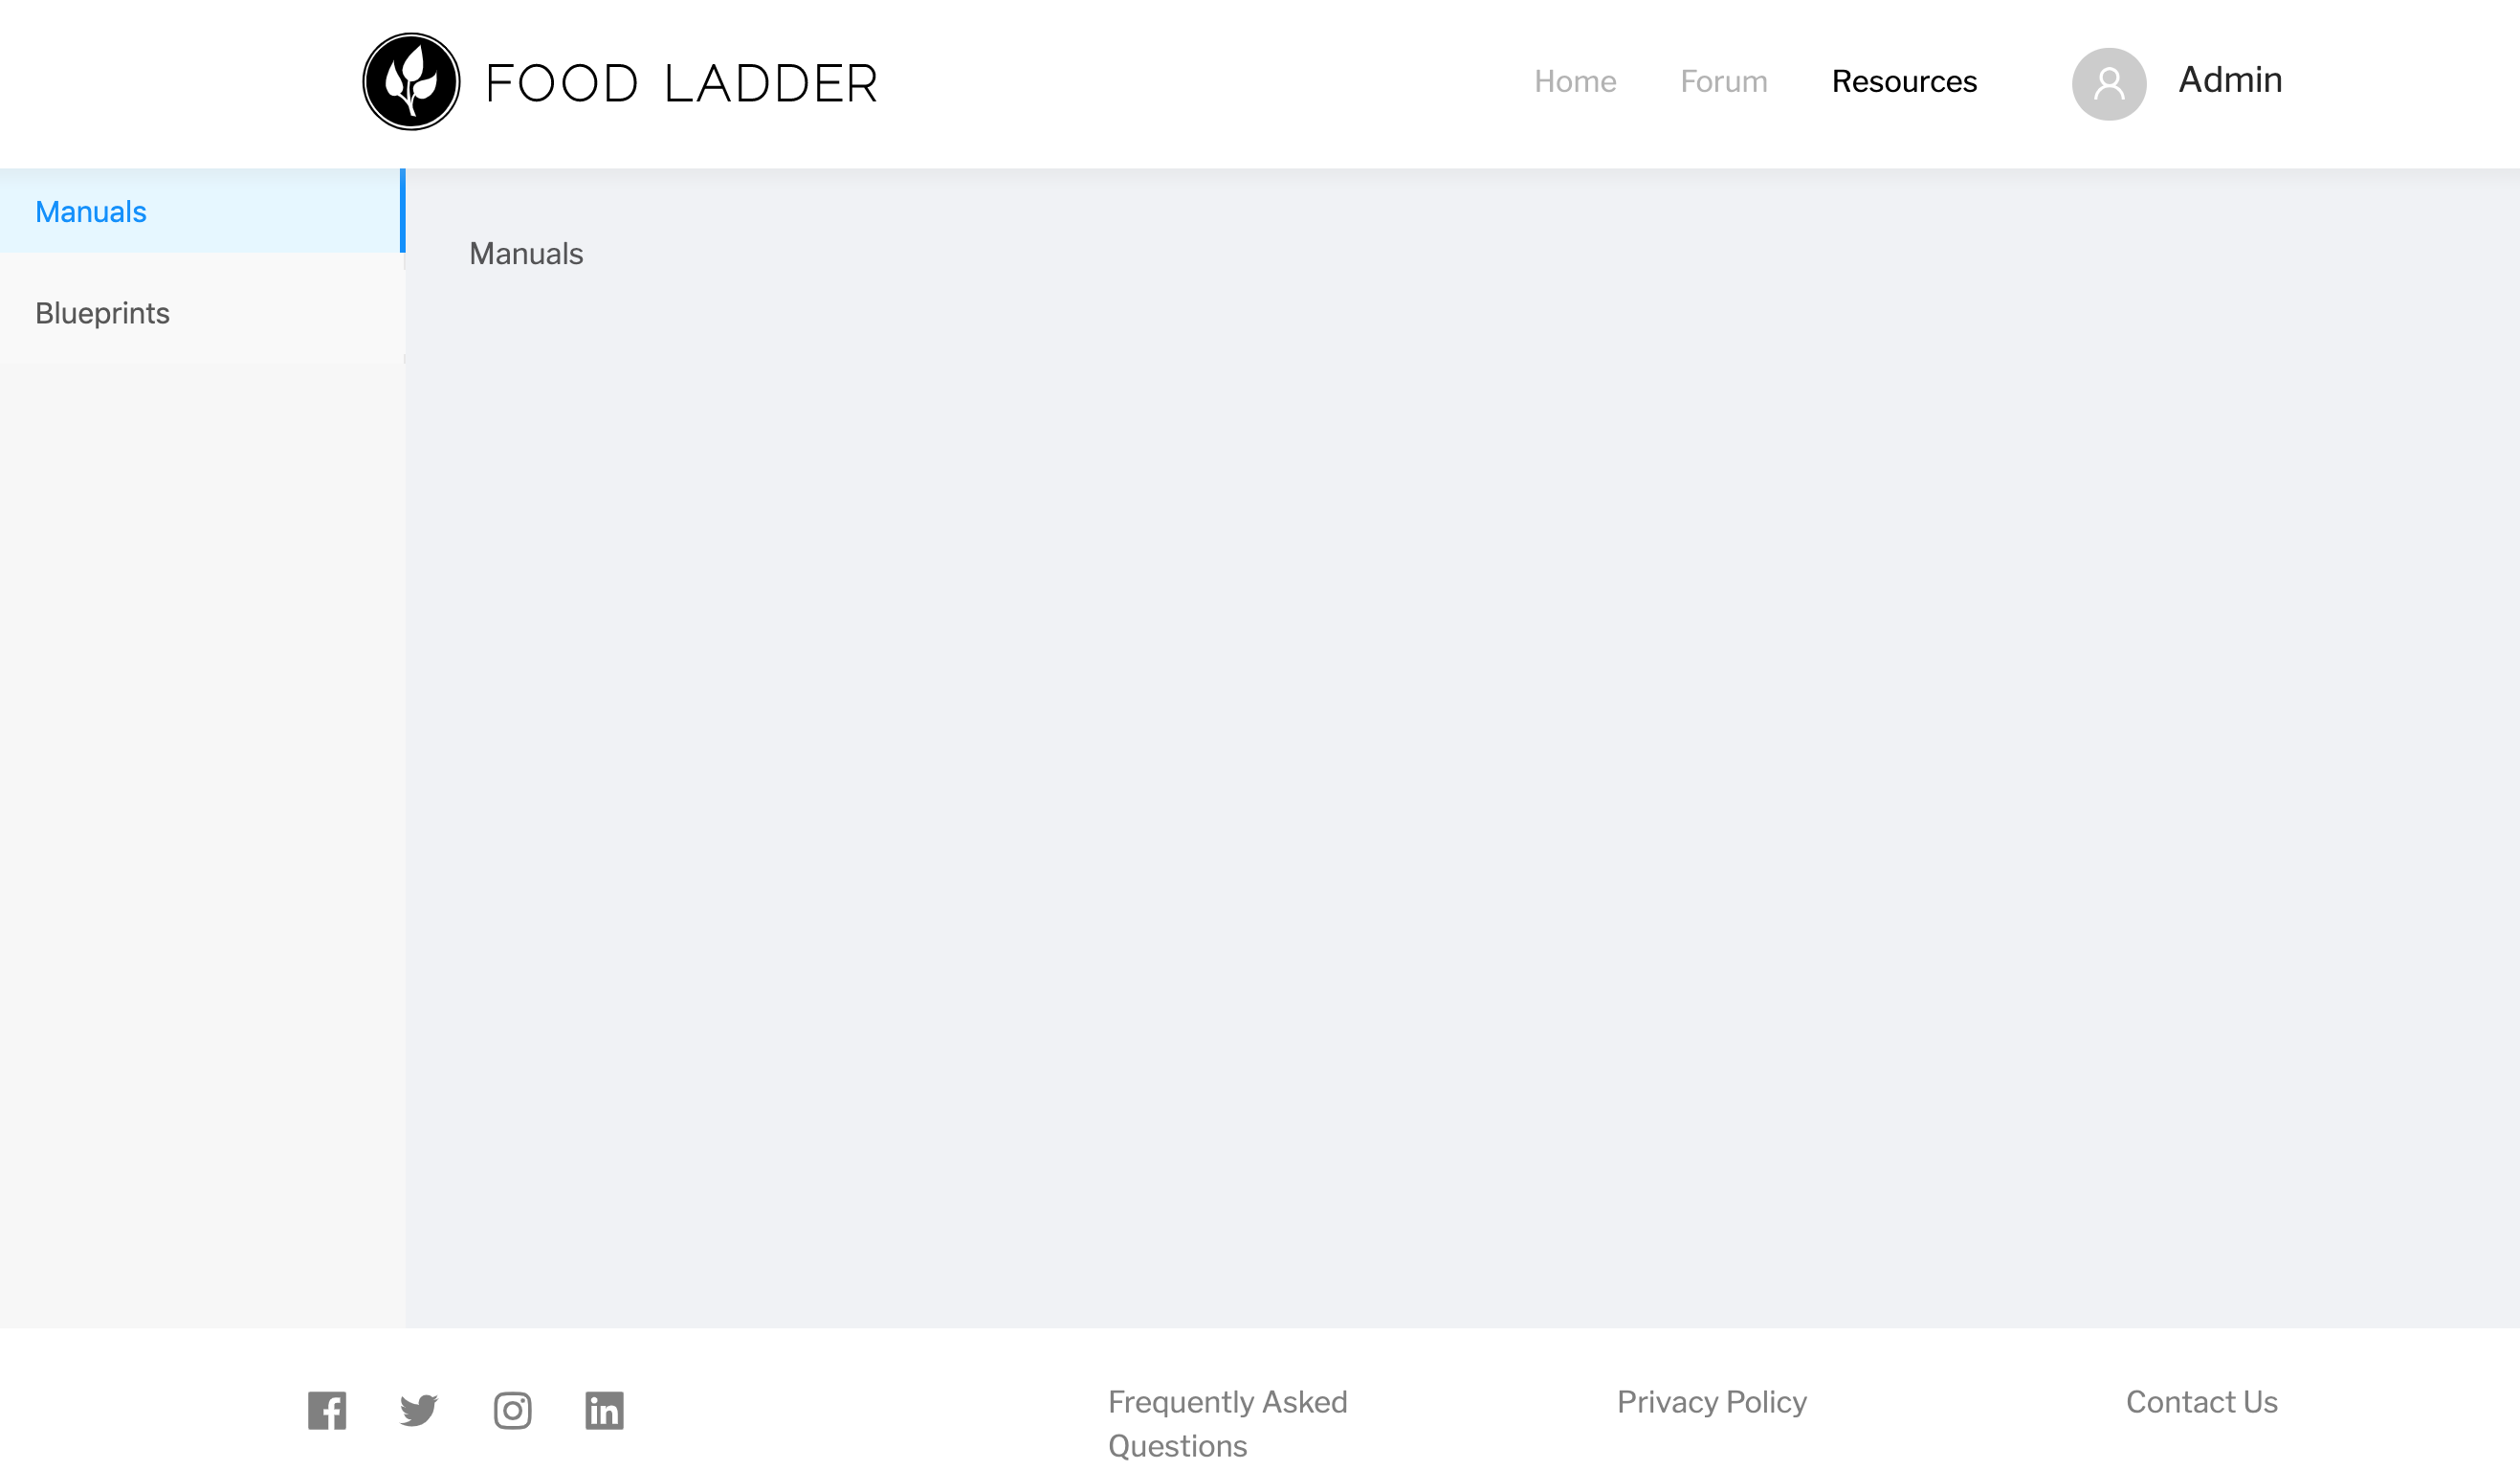 FOOD LADDER
Home
Forum
Resources
Admin
Manuals
Blueprints
Manuals
Frequently Asked
Questions
Privacy Policy
Contact Us